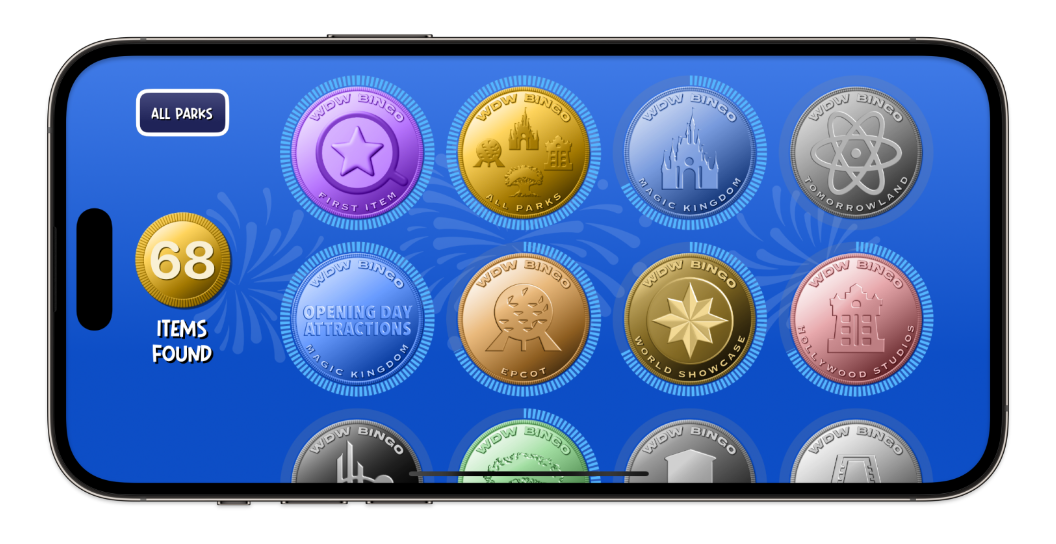 ALL PARKS
68
ITEMS
FOUND
WDW BINGO
FIRST ITEM
WDW BINGO
ALL PARKS
WDW BINGO
MAGIC KINGDOM
WDW BINGO
TOMORROWLAND
WDW BINGO
OPENING DAY
ATTRACTIONS
MAGIC KINGDOM
WDW BINGO
EPCOT
WDW BINGO
WORLD SHOWCASE
WDW BINGO
HOLLYWOOD STUDIOS
WDW BINGO
WDW BINGO
WDW BINGO
WDW BINGO